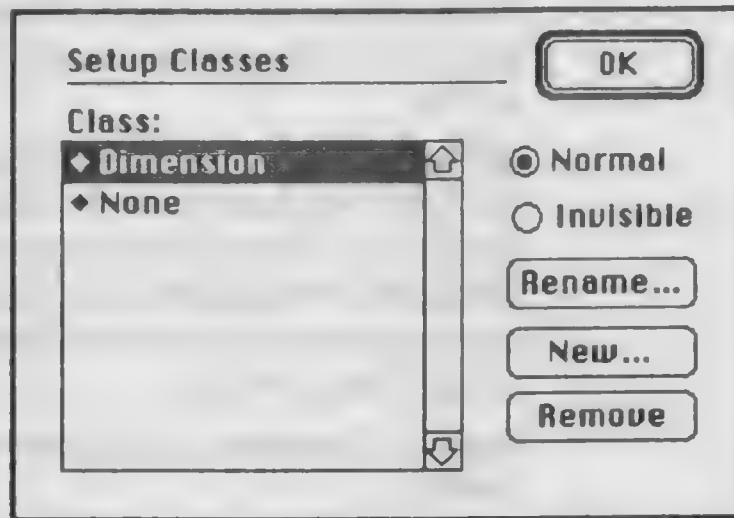 Setup Classes
OK
Class:
Dimension
None
Normal
Invisible
Rename...
New...
Remove